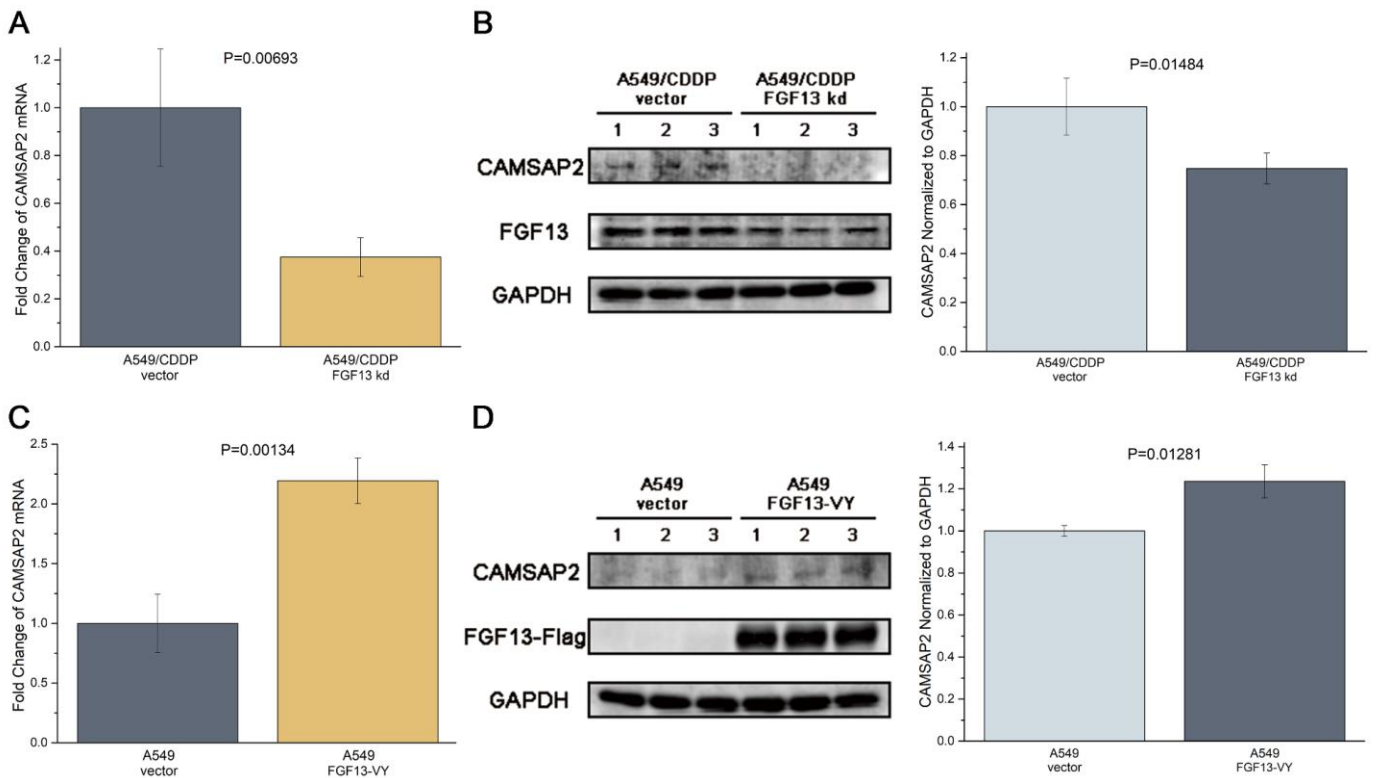 A
Fold Change of CAMSAP2 mRNA
1.2
1.0
0.8
0.6
0.4
0.2
0.0
P=0.00693
A549/CDDP
vector
A549/CDDP
FGF13 kd
B
A549/CDDP
vector
A549/CDDP
FGF13 kd
1 2 3 1 2 3
CAMSAP2
FGF13
GAPDH
CAMSAP2 Normalized to GAPDH
1.2
1.0
0.8
0.6
0.4
0.2
0.0
P=0.01484
A549/CDDP
vector
A549/CDDP
FGF13 kd
C
Fold Change of CAMSAP2 mRNA
2.5
2.0
1.5
1.0
0.5
0.0
P=0.00134
A549
vector
A549
FGF13-VY
D
A549
vector
A549
FGF13-VY
1 2 3 1 2 3
CAMSAP2
FGF13-Flag
GAPDH
CAMSAP2 Normalized to GAPDH
1.4
1.2
1.0
0.8
0.6
0.4
0.2
0.0
P=0.01281
A549
vector
A549
FGF13-VY